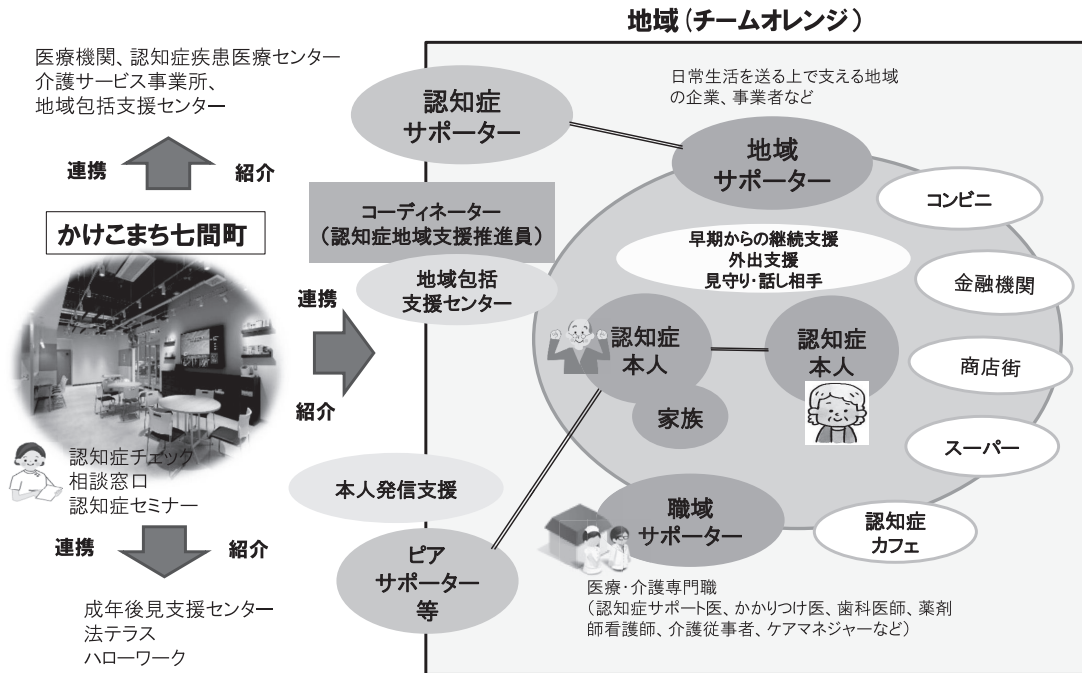 地域（チームオレンジ）
医療機関、認知症疾患医療センター
介護サービス事業所、
地域包括支援センター
連携
紹介
かけこまち七間町
認知症チェック
相談窓口
認知症セミナー
連携
紹介
成年後見支援センター
法テラス
ハローワーク
連携
紹介
認知症
サポーター
コーディネーター
（認知症地域支援推進員）
地域包括
支援センター
本人発信支援
ピア
サポーター
等
日常生活を送る上で支える地域
の企業、事業者など
地域
サポーター
早期からの継続支援
外出支援
見守り・話し相手
認知症
本人
家族
認知症
本人
職域
サポーター
医療・介護専門職
（認知症サポート医、かかりつけ医、歯科医師、薬剤
師看護師、介護従事者、ケアマネジャーなど）
コンビニ
金融機関
商店街
スーパー
認知症
カフェ